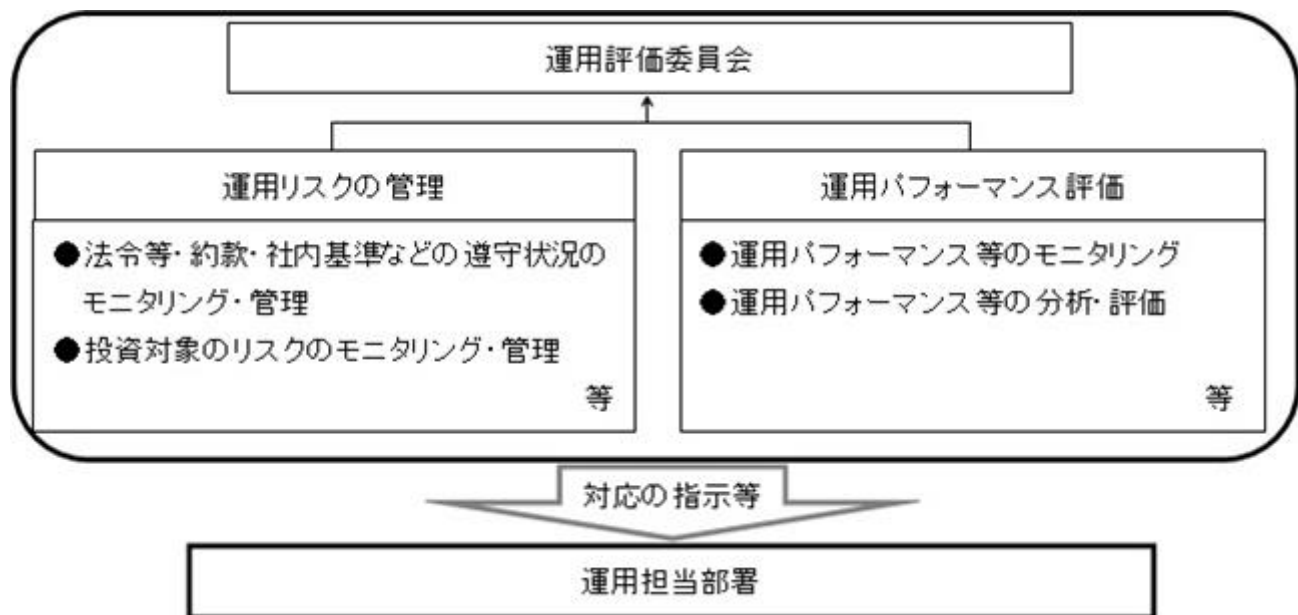 運用評価委員会
運用リスクの管理
●法令等・約款・社内基準などの遵守状況の
モニタリング・管理
●投資対象のリスクのモニタリング・管理
等
運用パフォーマンス評価
●運用パフォーマンス等のモニタリング
●運用パフォーマンス等の分析・評価
等
対応の指示等
運用担当部署